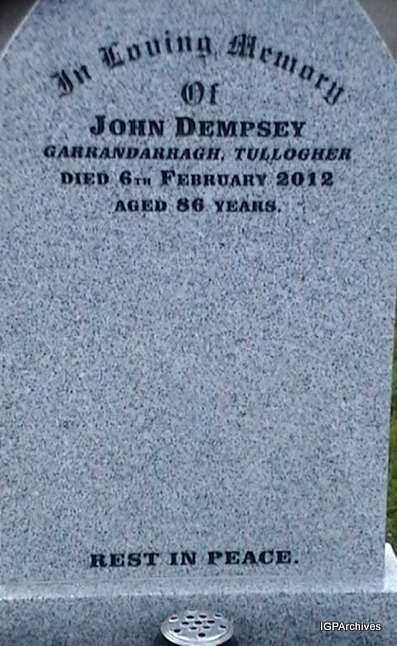 In Loving Memory
Of
JOHN DEMPSEY
GARRANDARRAGH, TULLOGHER
DIED 6TH FEBRUARY 2012
AGED 86 YEARS.
REST IN PEACE.
IGPArchives